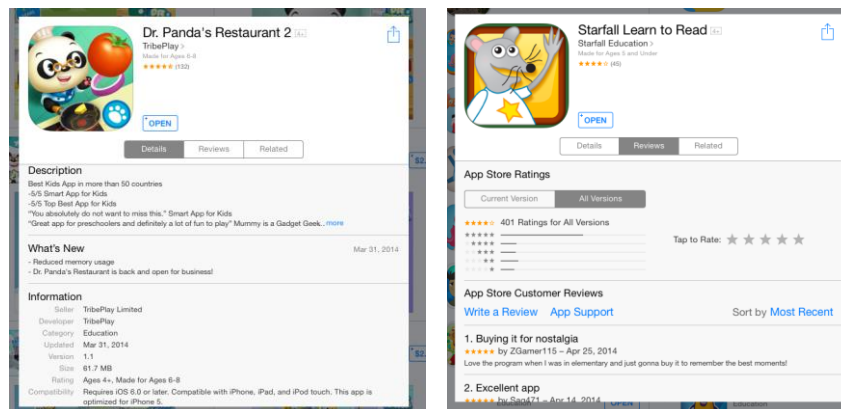 Dr. Panda's Restaurant 2
TribePlay >
Made for Ages 6-8
★★★★★ (132)
OPEN
Details Reviews Related
Description
Best Kids App in more than 50 countries
-5/5 Smart App for Kids
-5/5 Top Best App for Kids
"You absolutely do not want to miss this." Smart App for Kids
"Great app for preschoolers and definitely a lot of fun to play" Mummy is a Gadget Geek... more
What's New Mar 31, 2014
- Reduced memory usage
- Dr. Panda's Restaurant is back and open for business!
Information
Seller TribePlay Limited
Developer TribePlay
Category Education
Updated Mar 31, 2014
Version 1.1
Size 61.7 MB
Rating Ages 4+, Made for Ages 6-8
Compatibility Requires iOS 6.0 or later. Compatible with iPhone, iPad, and iPod touch. This app is
optimized for iPhone 5.
Starfall Learn to Read
Starfall Education >
Made for Ages 5 and Under
★★★★☆ (45)
OPEN
Details Reviews Related
App Store Ratings
Current Version All Versions
★★★★☆ 401 Ratings for All Versions
Tap to Rate: ★ ★ ★ ★ ★
App Store Customer Reviews
Write a Review App Support Sort by Most Recent
1. Buying it for nostalgia
★★★★★ by ZGamer115 – Apr 25, 2014
Love the program when I was in elementary and just gonna buy it to remember the best moments!
2. Excellent app
★★★★★ by Sag471 – Apr 14, 2014
Education OPEN Education